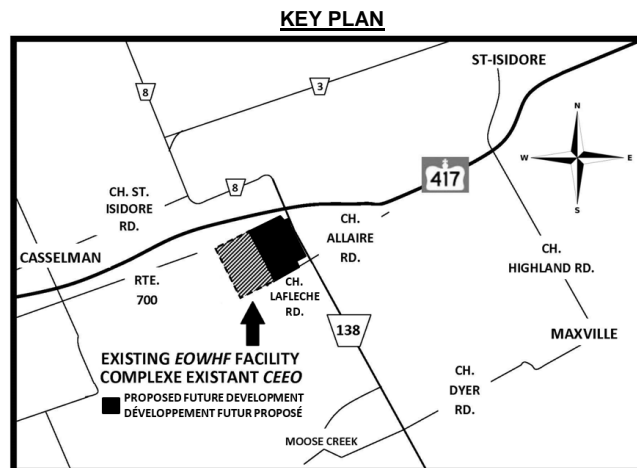 KEY PLAN
ST-ISIDORE
8
3
N
W
E
S
417
8
CH. ST.
ISIDORE
RD.
CH.
ALLAIRE
RD.
CASSELMAN
CH.
HIGHLAND RD.
RTE.
700
CH.
LAFLECHE
RD.
138
MAXVILLE
EXISTING EOWHF FACILITY
COMPLEXE EXISTANT CEEO
PROPOSED FUTURE DEVELOPMENT
DÉVELOPPEMENT FUTUR PROPOSÉ
CH.
DYER
RD.
MOOSE CREEK